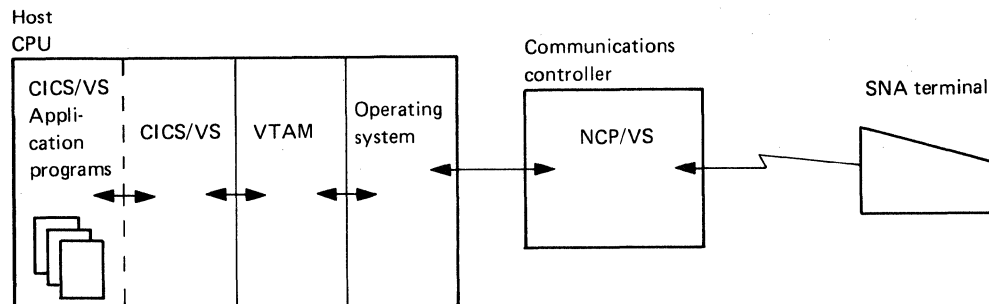 Host
CPU
CICS/VS
Appli-
cation
programs
CICS/VS
VTAM
Operating
system
Communications
controller
NCP/VS
SNA terminal